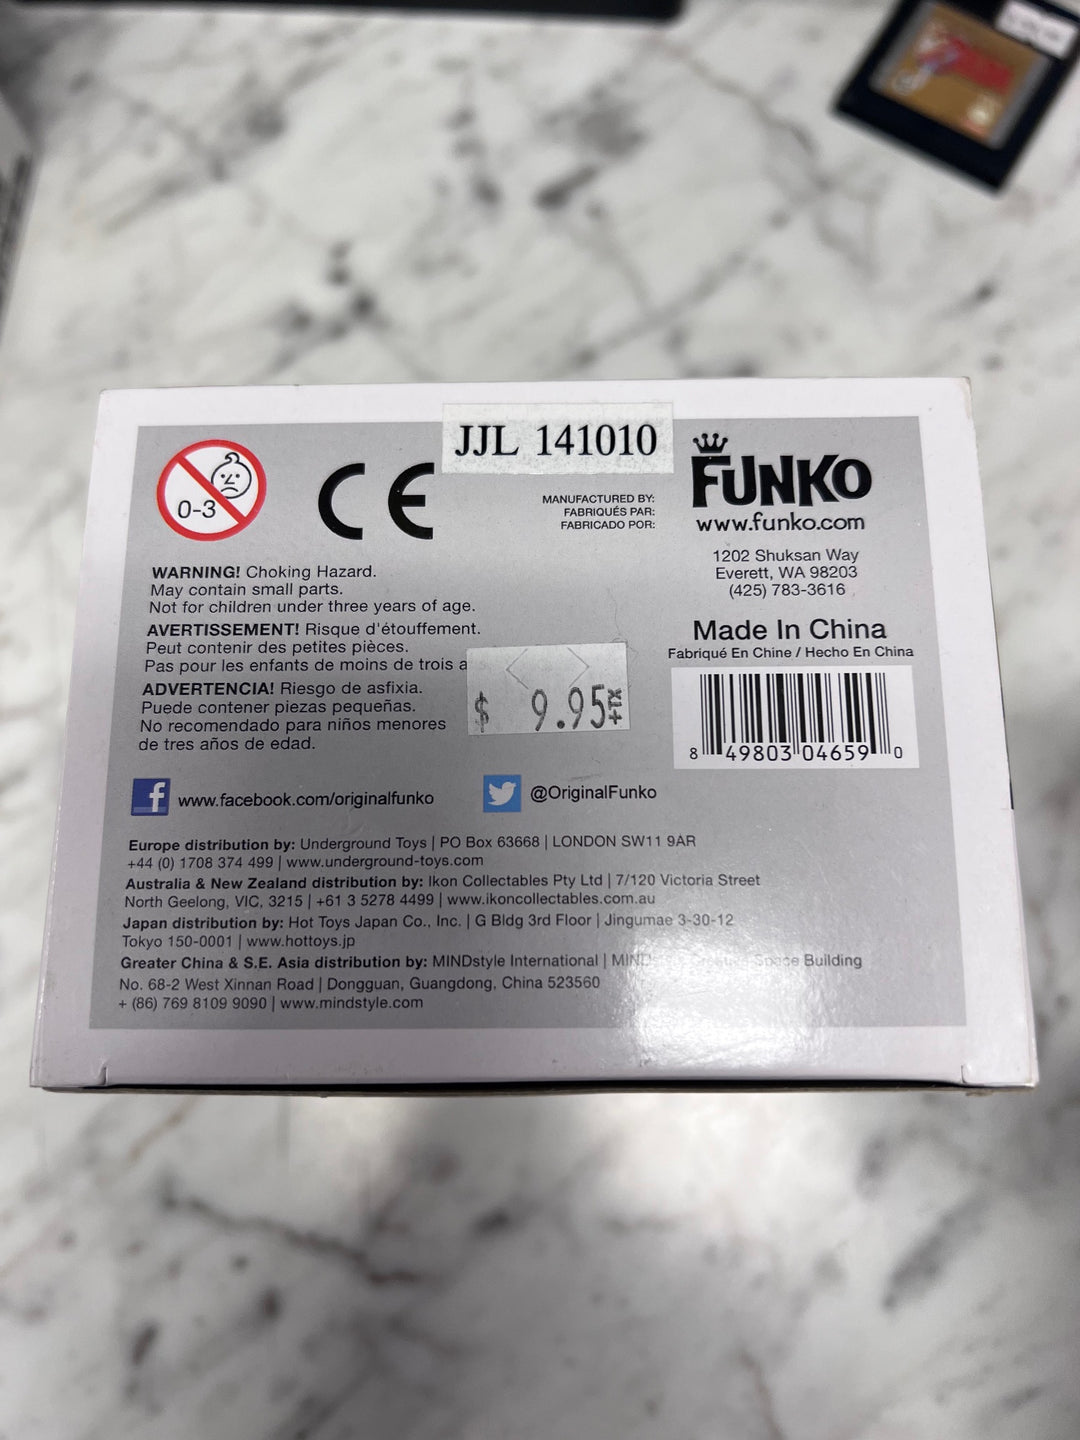 JJL 141010
0-3
CE
MANUFACTURED BY:
FABRIQUÉS PAR:
FABRICADO POR:
FUNKO
www.funko.com
1202 Shuksan Way
Everett, WA 98203
(425) 783-3616
WARNING! Choking Hazard.
May contain small parts.
Not for children under three years of age.
AVERTISSEMENT! Risque d'étouffement.
Peut contenir des petites pièces.
Pas pour les enfants de moins de trois a
ADVERTENCIA! Riesgo de asfixia.
Puede contener piezas pequeñas.
No recomendado para niños menores
de tres años de edad.
$ 9.95
Made In China
Fabriqué En Chine / Hecho En China
8 49803 04659 0
www.facebook.com/originalfunko
@OriginalFunko
Europe distribution by: Underground Toys | PO Box 63668 | LONDON SW11 9AR
+44 (0) 1708 374 499 | www.underground-toys.com
Australia & New Zealand distribution by: Ikon Collectables Pty Ltd | 7/120 Victoria Street
North Geelong, VIC, 3215 | +61 3 5278 4499 | www.ikoncollectables.com.au
Japan distribution by: Hot Toys Japan Co., Inc. | G Bldg 3rd Floor | Jingumae 3-30-12
Tokyo 150-0001 | www.hottoys.jp
Greater China & S.E. Asia distribution by: MINDstyle International | Space Building
No. 68-2 West Xinnan Road | Dongguan, Guangdong, China 523560
+ (86) 769 8109 9090 | www.mindstyle.com